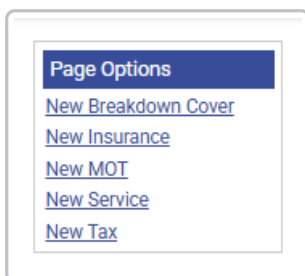 Page Options
New Breakdown Cover
New Insurance
New MOT
New Service
New Tax